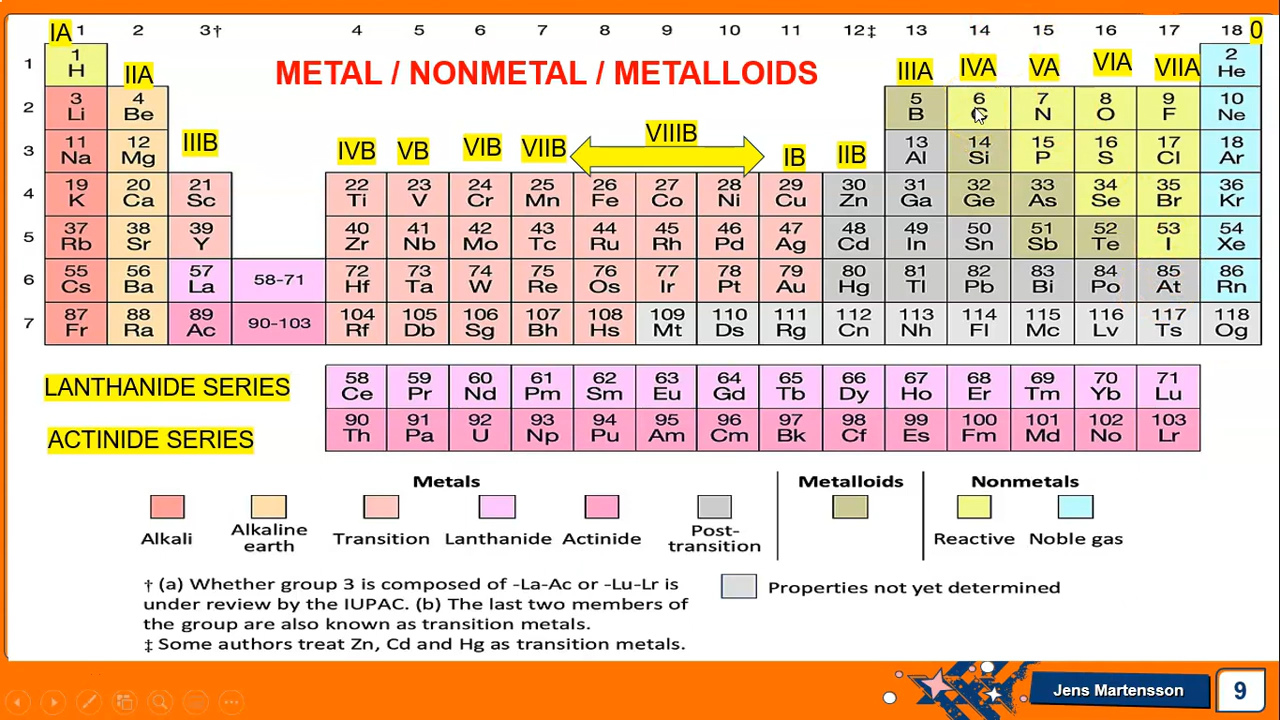 IA 1 2 3† 4 5 6 7 8 9 10 11 12‡ 13 14 15 16 17 18 0
METAL / NONMETAL / METALLOIDS
IIA IIIB IVB VB VIB VIIB VIIIB IB IIB IIIA IVA VA VIA VIIA
1 1 H 2 He
2 3 Li 4 Be 5 B 6 C 7 N 8 O 9 F 10 Ne
3 11 Na 12 Mg 13 Al 14 Si 15 P 16 S 17 Cl 18 Ar
4 19 K 20 Ca 21 Sc 22 Ti 23 V 24 Cr 25 Mn 26 Fe 27 Co 28 Ni 29 Cu 30 Zn 31 Ga 32 Ge 33 As 34 Se 35 Br 36 Kr
5 37 Rb 38 Sr 39 Y 40 Zr 41 Nb 42 Mo 43 Tc 44 Ru 45 Rh 46 Pd 47 Ag 48 Cd 49 In 50 Sn 51 Sb 52 Te 53 I 54 Xe
6 55 Cs 56 Ba 57 La 58-71 72 Hf 73 Ta 74 W 75 Re 76 Os 77 Ir 78 Pt 79 Au 80 Hg 81 Tl 82 Pb 83 Bi 84 Po 85 At 86 Rn
7 87 Fr 88 Ra 89 Ac 90-103 104 Rf 105 Db 106 Sg 107 Bh 108 Hs 109 Mt 110 Ds 111 Rg 112 Cn 113 Nh 114 Fl 115 Mc 116 Lv 117 Ts 118 Og
LANTHANIDE SERIES 58 Ce 59 Pr 60 Nd 61 Pm 62 Sm 63 Eu 64 Gd 65 Tb 66 Dy 67 Ho 68 Er 69 Tm 70 Yb 71 Lu
ACTINIDE SERIES 90 Th 91 Pa 92 U 93 Np 94 Pu 95 Am 96 Cm 97 Bk 98 Cf 99 Es 100 Fm 101 Md 102 No 103 Lr
Metals Metalloids Nonmetals
Alkali
Alkaline
earth
Transition
Lanthanide
Actinide
Post-
transition
Reactive
Noble gas
† (a) Whether group 3 is composed of -La-Ac or -Lu-Lr is
under review by the IUPAC. (b) The last two members of
the group are also known as transition metals.
‡ Some authors treat Zn, Cd and Hg as transition metals.
Properties not yet determined
Jens Martensson
9